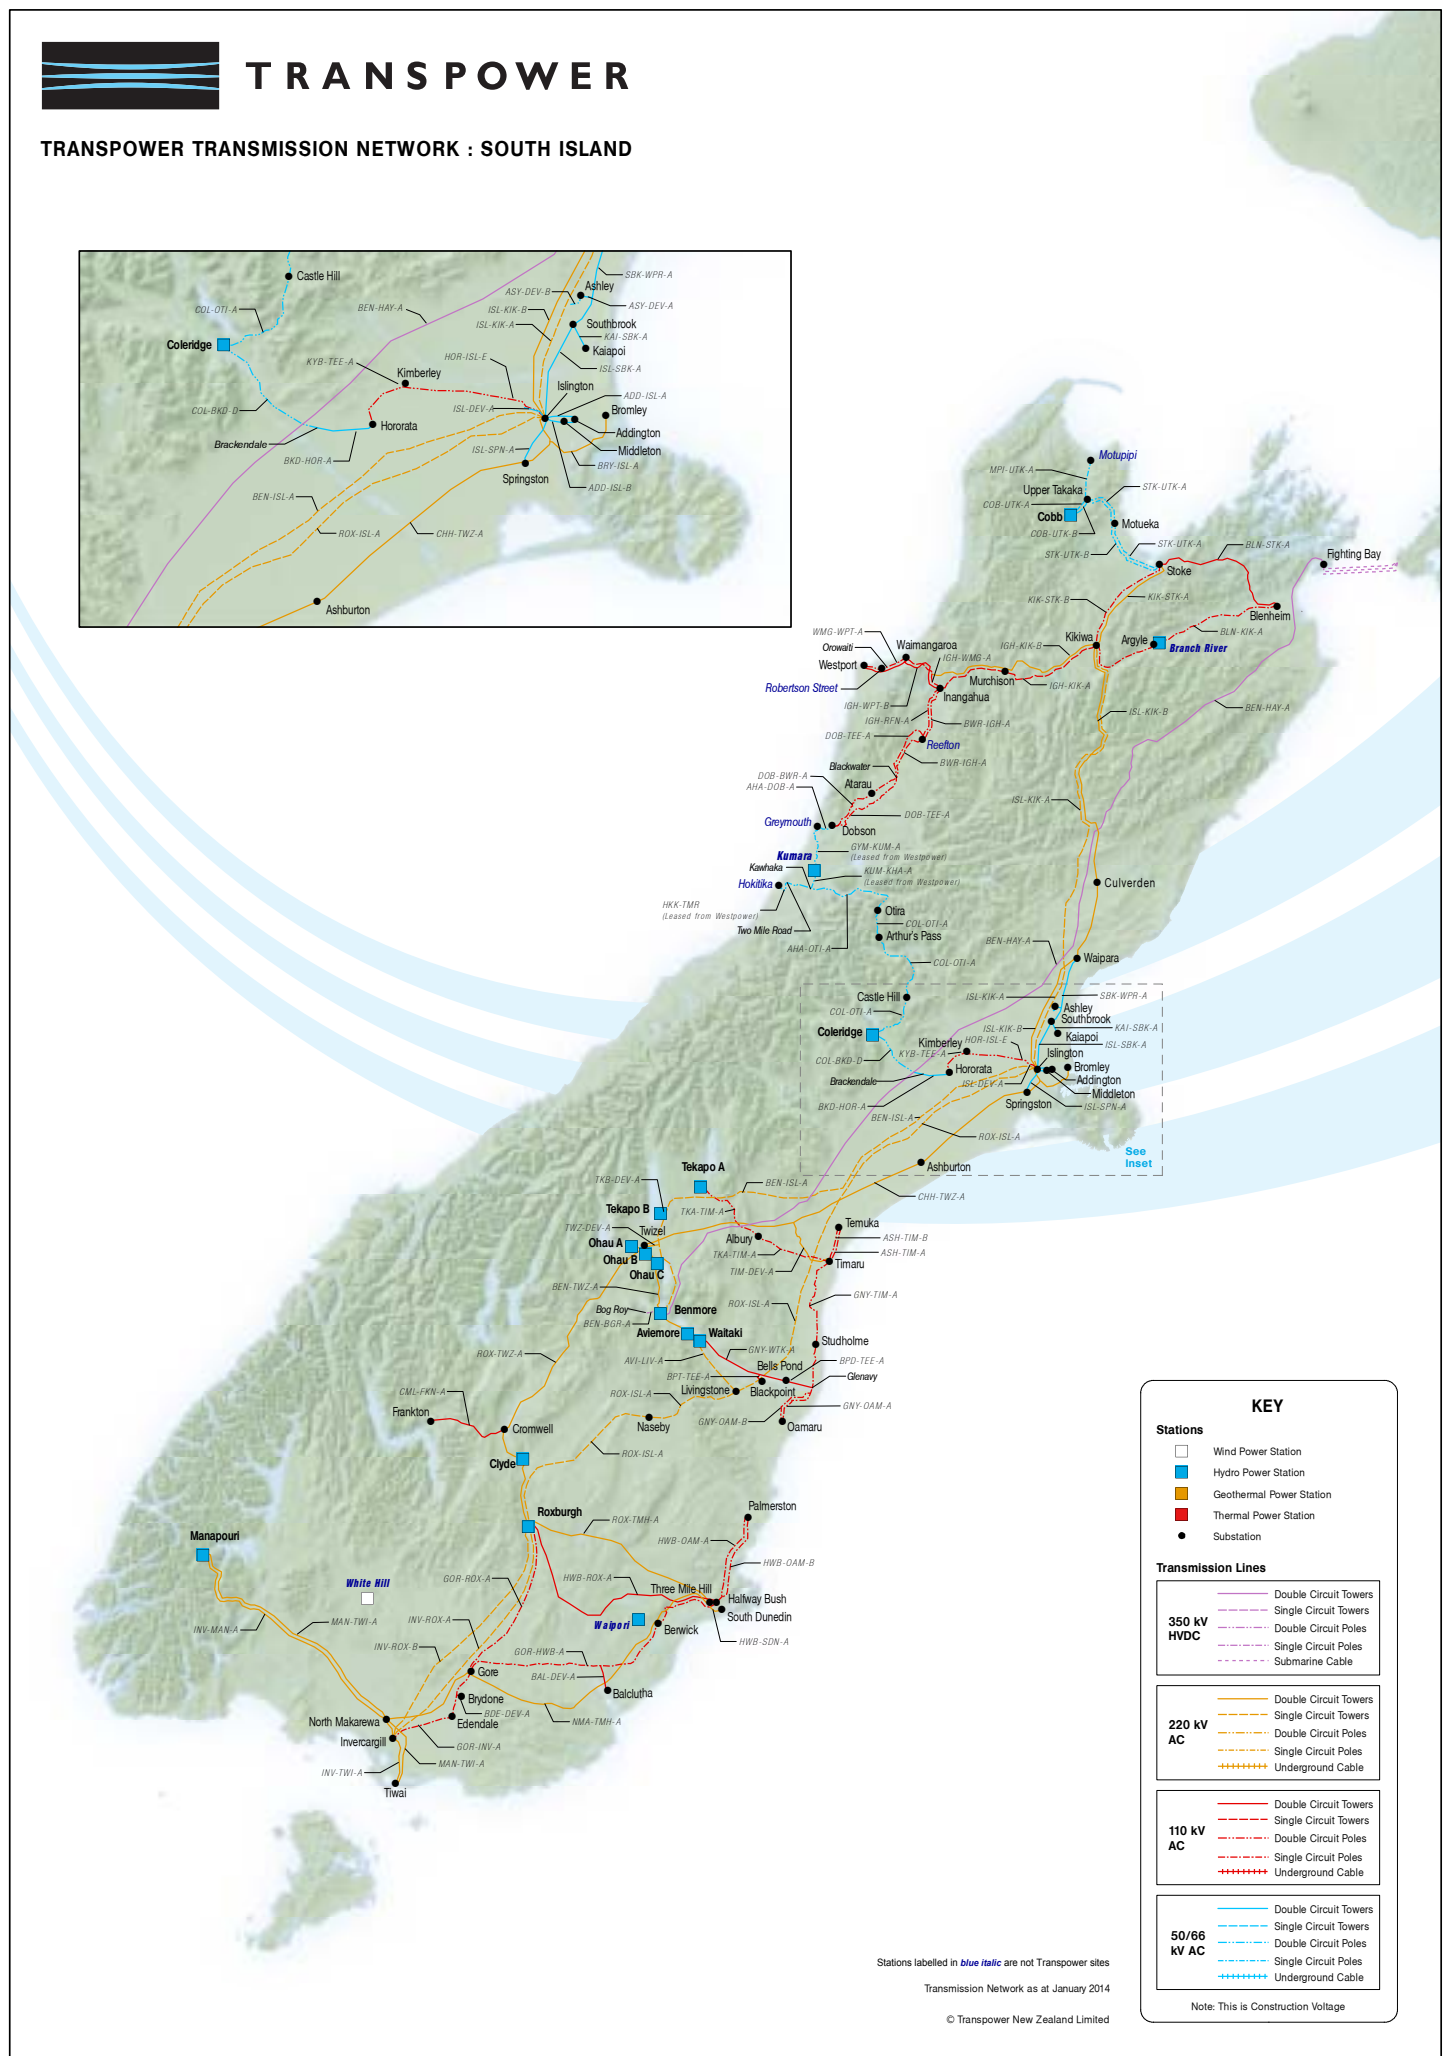 TRANSPOWER
TRANSPOWER TRANSMISSION NETWORK : SOUTH ISLAND
Castle Hill
COL-OTI-A
BEN-HAY-A
Coleridge
KYB-TEE-A
Kimberley
HOR-ISL-E
COL-BKD-D
Brackendale
Hororata
BKD-HOR-A
BEN-ISL-A
ROX-ISL-A
CHH-TWZ-A
Ashburton
SBK-WPR-A
ASY-DEV-B
Ashley
ASY-DEV-A
ISL-KIK-B
ISL-KIK-A
Southbrook
KAI-SBK-A
Kaiapoi
ISL-SBK-A
Islington
ADD-ISL-A
ISL-DEV-A
Bromley
Addington
Middleton
ISL-SPN-A
BRY-ISL-A
Springston
ADD-ISL-B
Motupipi
MPI-UTK-A
Upper Takaka
STK-UTK-A
COB-UTK-A
Cobb
COB-UTK-B
Motueka
STK-UTK-B
STK-UTK-A
BLN-STK-A
Stoke
Fighting Bay
KIK-STK-B
KIK-STK-A
Blenheim
BLN-KIK-A
Kikiwa
Argyle
Branch River
WMG-WPT-A
Orowaiti
Waimangaroa
Westport
IGH-WMG-A
IGH-KIK-B
Robertson Street
Murchison
IGH-KIK-A
Inangahua
IGH-WPT-B
IGH-RFN-A
BWR-IGH-A
ISL-KIK-B
BEN-HAY-A
DOB-TEE-A
Reefton
Blackwater
BWR-IGH-A
DOB-BWR-A
AHA-DOB-A
Atarau
ISL-KIK-A
Greymouth
Dobson
DOB-TEE-A
GYM-KUM-A
(Leased from Westpower)
Kumara
Kawhaka
KUM-KHA-A
(Leased from Westpower)
Hokitika
Culverden
HKK-TMR
(Leased from Westpower)
Otira
COL-OTI-A
Two Mile Road
Arthur's Pass
AHA-OTI-A
BEN-HAY-A
COL-OTI-A
Waipara
Castle Hill
ISL-KIK-A
SBK-WPR-A
COL-OTI-A
Ashley
Southbrook
Coleridge
ISL-KIK-B
KAI-SBK-A
Kimberley
HOR-ISL-E
Kaiapoi
ISL-SBK-A
KYB-TEE-A
Islington
COL-BKD-D
Hororata
Bromley
Brackendale
ISL-DEV-A
Addington
Middleton
BKD-HOR-A
Springston
ISL-SPN-A
BEN-ISL-A
ROX-ISL-A
See
Inset
Ashburton
Tekapo A
TKB-DEV-A
BEN-ISL-A
CHH-TWZ-A
Tekapo B
TKA-TIM-A
TWZ-DEV-A
Twizel
Temuka
Ohau A
Albury
ASH-TIM-B
Ohau B
TKA-TIM-A
ASH-TIM-A
Ohau C
TIM-DEV-A
Timaru
BEN-TWZ-A
GNY-TIM-A
ROX-ISL-A
Bog Roy
Benmore
BEN-BGR-A
Aviemore
Waitaki
Studholme
ROX-TWZ-A
GNY-WTK-A
AVI-LIV-A
Bells Pond
BPD-TEE-A
BPT-TEE-A
Glenavy
CML-FKN-A
ROX-ISL-A
Livingstone
Blackpoint
Frankton
GNY-OAM-A
Cromwell
Naseby
GNY-OAM-B
Oamaru
ROX-ISL-A
Clyde
Palmerston
Roxburgh
ROX-TMH-A
Manapouri
HWB-OAM-A
HWB-OAM-B
White Hill
GOR-ROX-A
HWB-ROX-A
Three Mile Hill
Halfway Bush
South Dunedin
INV-MAN-A
MAN-TWI-A
INV-ROX-A
Waipori
Berwick
HWB-SDN-A
INV-ROX-B
GOR-HWB-A
Gore
BAL-DEV-A
Brydone
Balclutha
BDE-DEV-A
North Makarewa
Edendale
NMA-TMH-A
Invercargill
GOR-INV-A
INV-TWI-A
MAN-TWI-A
Tiwai
KEY
Stations
Wind Power Station
Hydro Power Station
Geothermal Power Station
Thermal Power Station
Substation
Transmission Lines
350 kV
HVDC
Double Circuit Towers
Single Circuit Towers
Double Circuit Poles
Single Circuit Poles
Submarine Cable
220 kV
AC
Double Circuit Towers
Single Circuit Towers
Double Circuit Poles
Single Circuit Poles
Underground Cable
110 kV
AC
Double Circuit Towers
Single Circuit Towers
Double Circuit Poles
Single Circuit Poles
Underground Cable
50/66
kV AC
Double Circuit Towers
Single Circuit Towers
Double Circuit Poles
Single Circuit Poles
Underground Cable
Note: This is Construction Voltage
Stations labelled in blue italic are not Transpower sites
Transmission Network as at January 2014
© Transpower New Zealand Limited